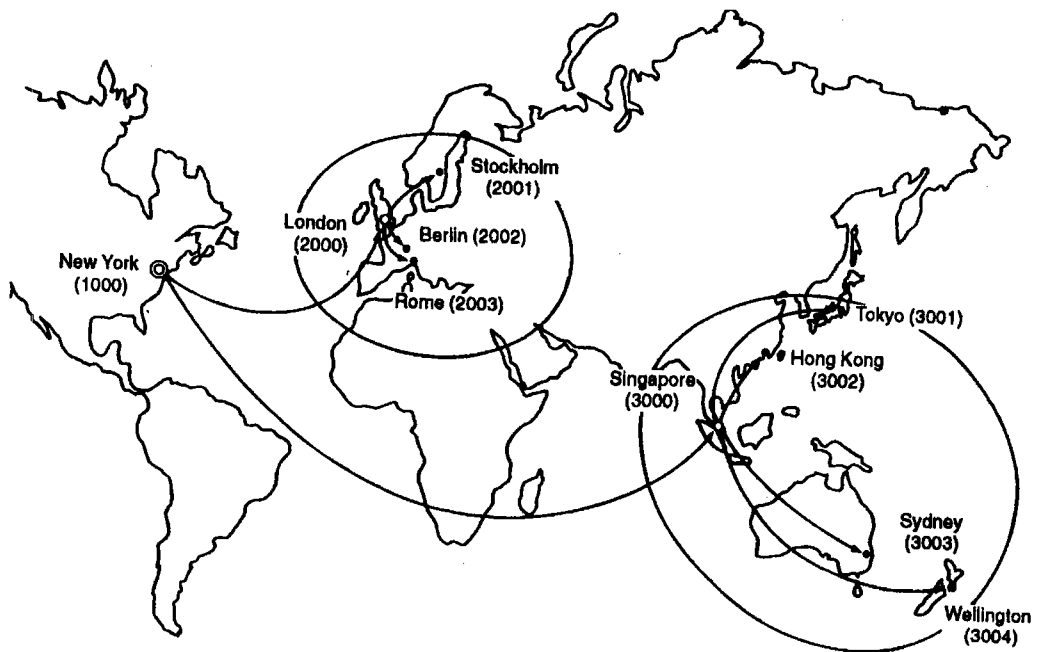 Stockholm
(2001)
London
(2000)
Berlin (2002)
New York
(1000)
Rome (2003)
Tokyo (3001)
Hong Kong
(3002)
Singapore
(3000)
Sydney
(3003)
Wellington
(3004)